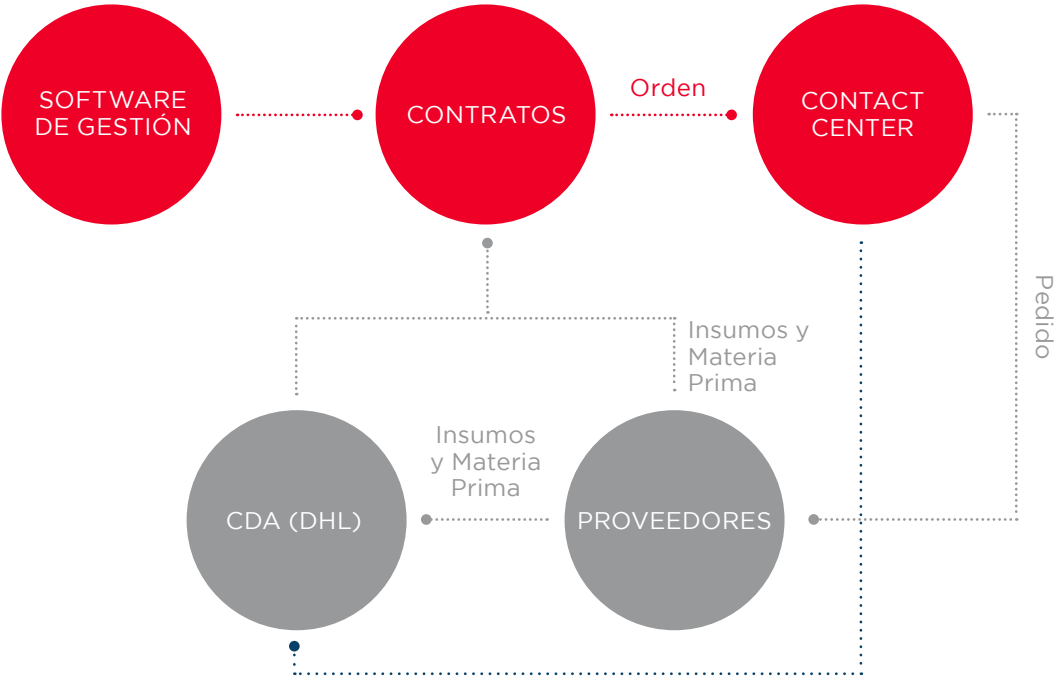 SOFTWARE
DE GESTIÓN
CONTRATOS
Orden
CONTACT
CENTER
Pedido
Insumos y
Materia
Prima
Insumos
y Materia
Prima
CDA (DHL)
PROVEEDORES